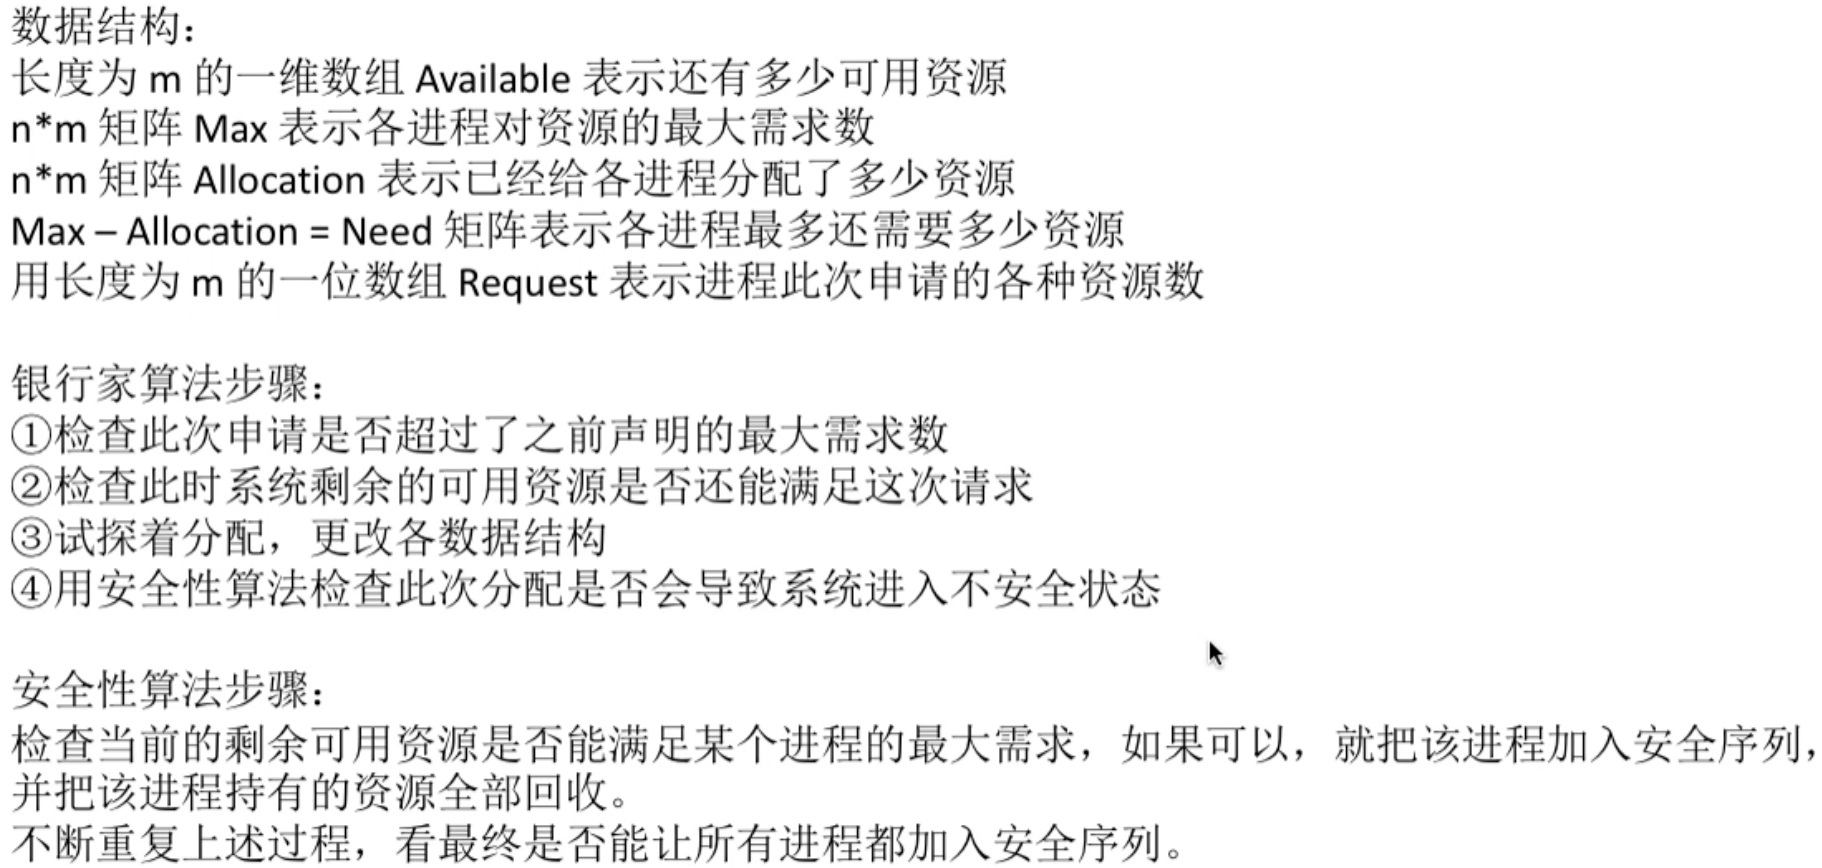 数据结构：
长度为 m 的一维数组 Available 表示还有多少可用资源
n*m 矩阵 Max 表示各进程对资源的最大需求数
n*m 矩阵 Allocation 表示已经给各进程分配了多少资源
Max – Allocation = Need 矩阵表示各进程最多还需要多少资源
用长度为 m 的一位数组 Request 表示进程此次申请的各种资源数
银行家算法步骤：
①检查此次申请是否超过了之前声明的最大需求数
②检查此时系统剩余的可用资源是否还能满足这次请求
③试探着分配，更改各数据结构
④用安全性算法检查此次分配是否会导致系统进入不安全状态
安全性算法步骤：
检查当前的剩余可用资源是否能满足某个进程的最大需求，如果可以，就把该进程加入安全序列，
并把该进程持有的资源全部回收。
不断重复上述过程，看最终是否能让所有进程都加入安全序列。